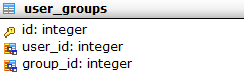 user_groups
id: integer
user_id: integer
group_id: integer